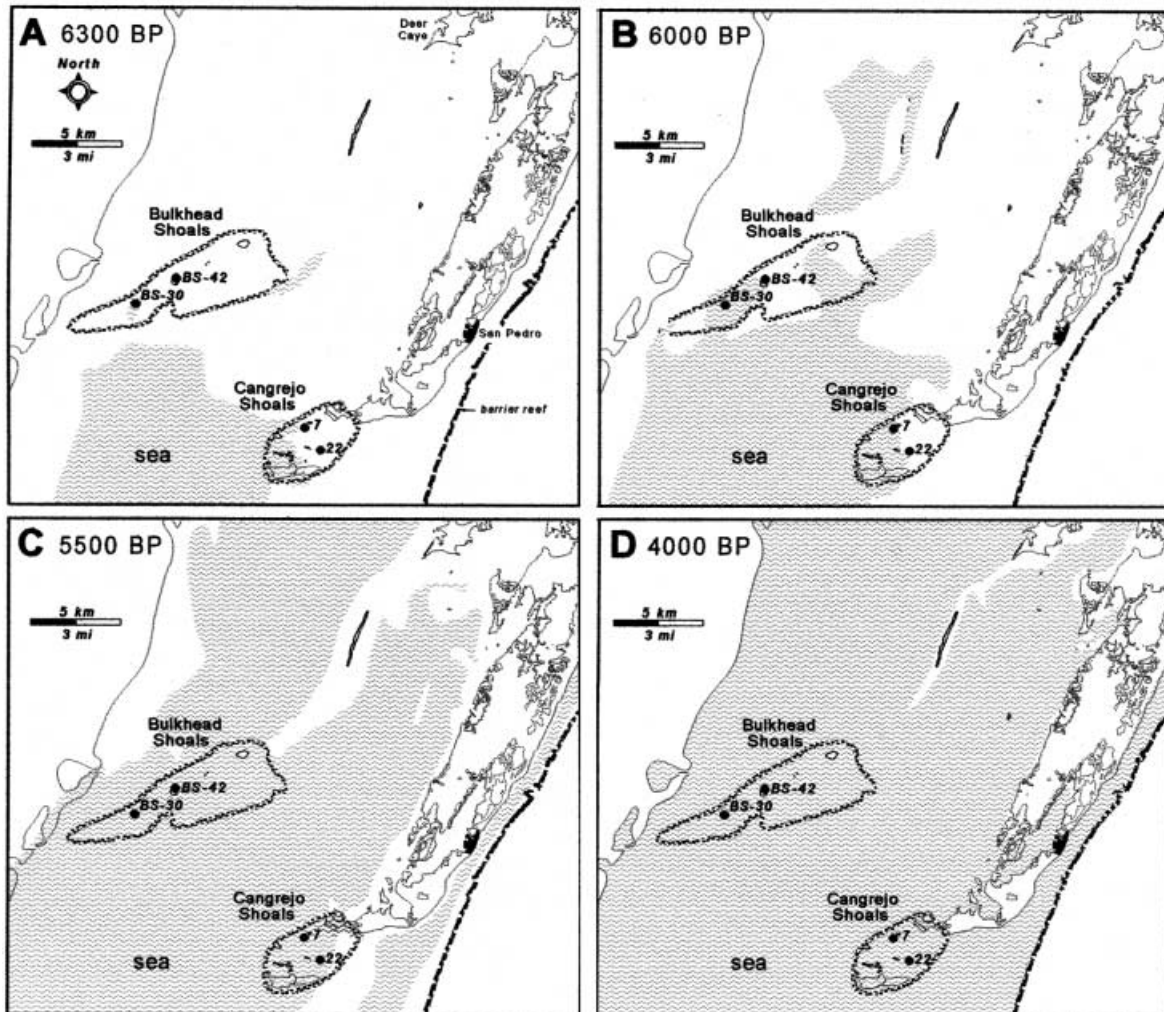 A 6300 BP
North
5 km
3 mi
Deer
Caye
Bulkhead
Shoals
BS-42
BS-30
San Pedro
Cangrejo
Shoals
barrier reef
7
22
sea
B 6000 BP
5 km
3 mi
Bulkhead
Shoals
BS-42
BS-30
San Pedro
Cangrejo
Shoals
7
22
sea
C 5500 BP
5 km
3 mi
Bulkhead
Shoals
BS-42
BS-30
Cangrejo
Shoals
7
22
sea
D 4000 BP
5 km
3 mi
Bulkhead
Shoals
BS-42
BS-30
Cangrejo
Shoals
7
22
sea